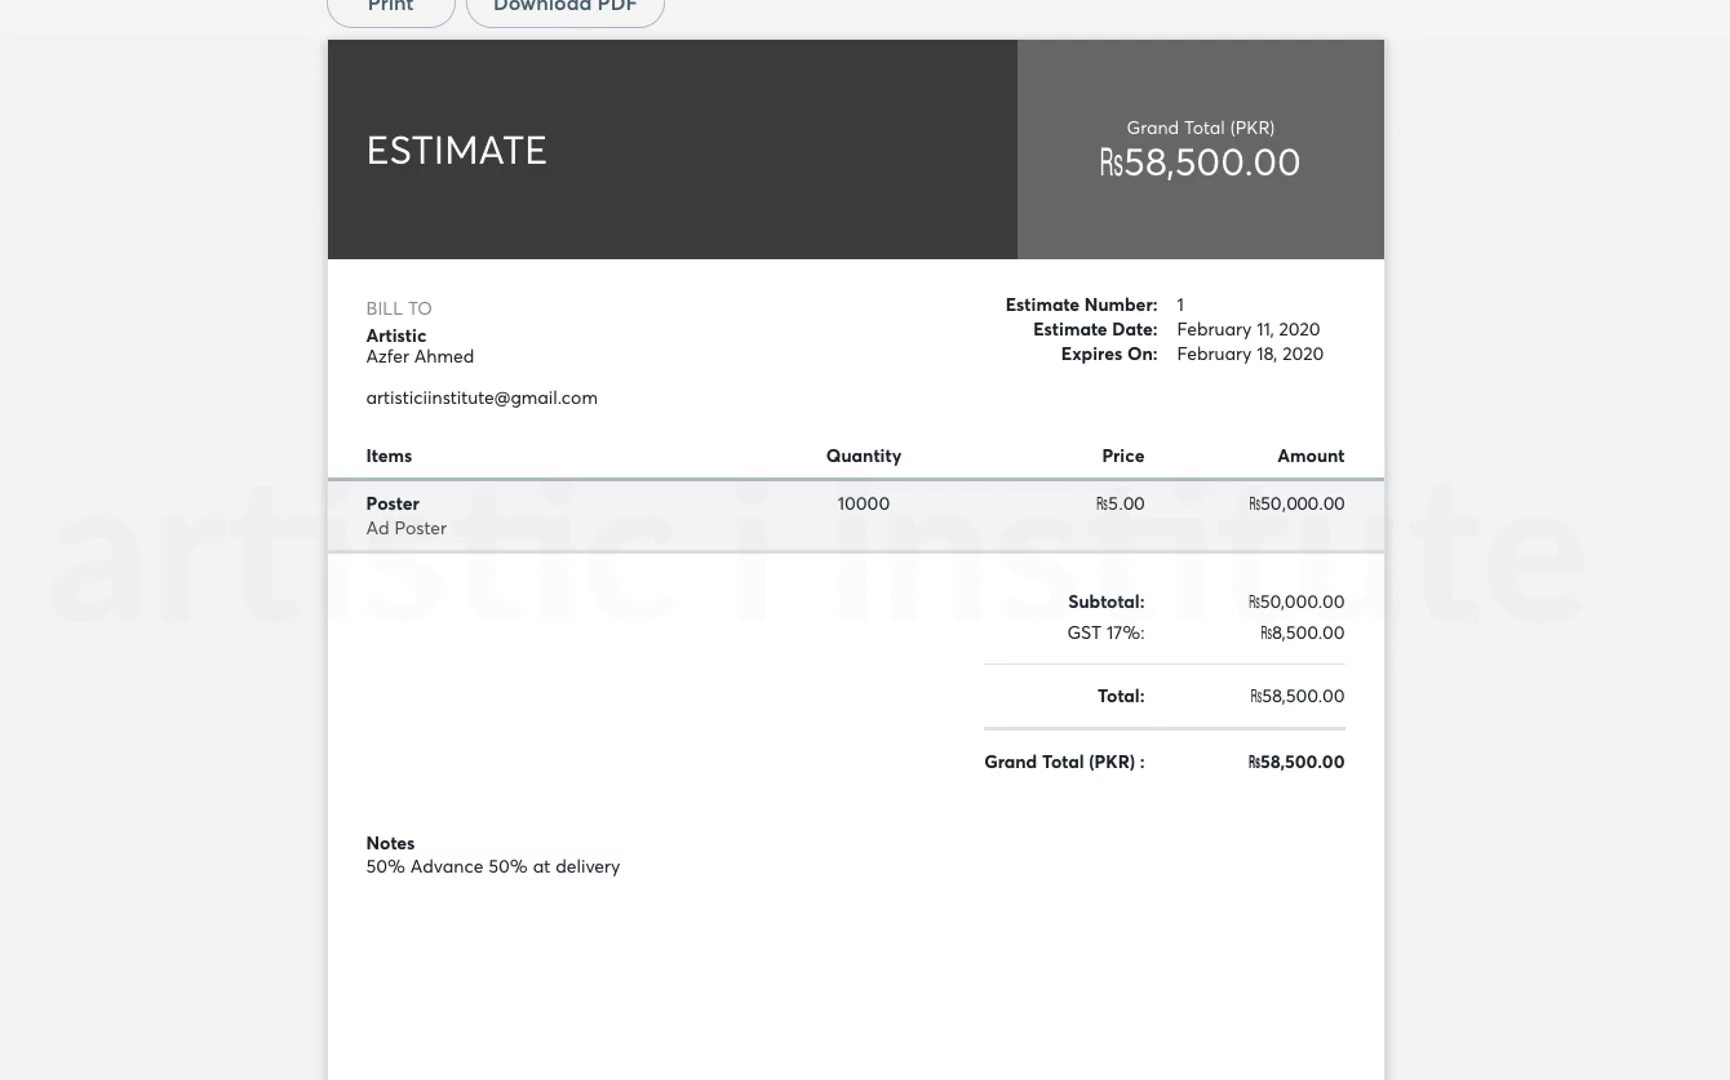 Print Download PDF
ESTIMATE
Grand Total (PKR)
₨58,500.00
BILL TO
Artistic
Azfer Ahmed
artisticiinstitute@gmail.com
Estimate Number: 1
Estimate Date: February 11, 2020
Expires On: February 18, 2020
Items Quantity Price Amount
Poster 10000 ₨5.00 ₨50,000.00
Ad Poster
artistic i institute
Subtotal: ₨50,000.00
GST 17%: ₨8,500.00
Total: ₨58,500.00
Grand Total (PKR) : ₨58,500.00
Notes
50% Advance 50% at delivery